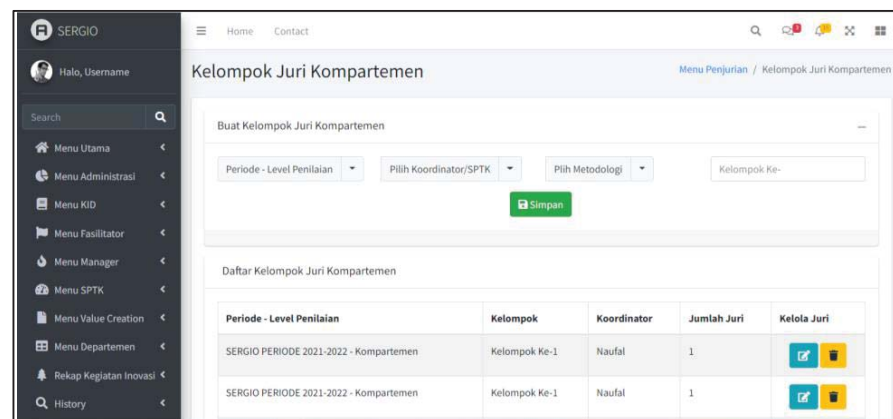 SERGIO
Home Contact
Halo, Username
Kelompok Juri Kompartemen
Menu Penjurian / Kelompok Juri Kompartemen
Search
Menu Utama
Menu Administrasi
Menu KID
Menu Fasilitator
Menu Manager
Menu SPTK
Menu Value Creation
Menu Departemen
Rekap Kegiatan Inovasi
History
Buat Kelompok Juri Kompartemen
Periode - Level Penilaian Pilih Koordinator/SPTK Plih Metodologi Kelompok Ke-
Simpan
Daftar Kelompok Juri Kompartemen
Periode - Level Penilaian Kelompok Koordinator Jumlah Juri Kelola Juri
SERGIO PERIODE 2021-2022 - Kompartemen Kelompok Ke-1 Naufal 1
SERGIO PERIODE 2021-2022 - Kompartemen Kelompok Ke-1 Naufal 1